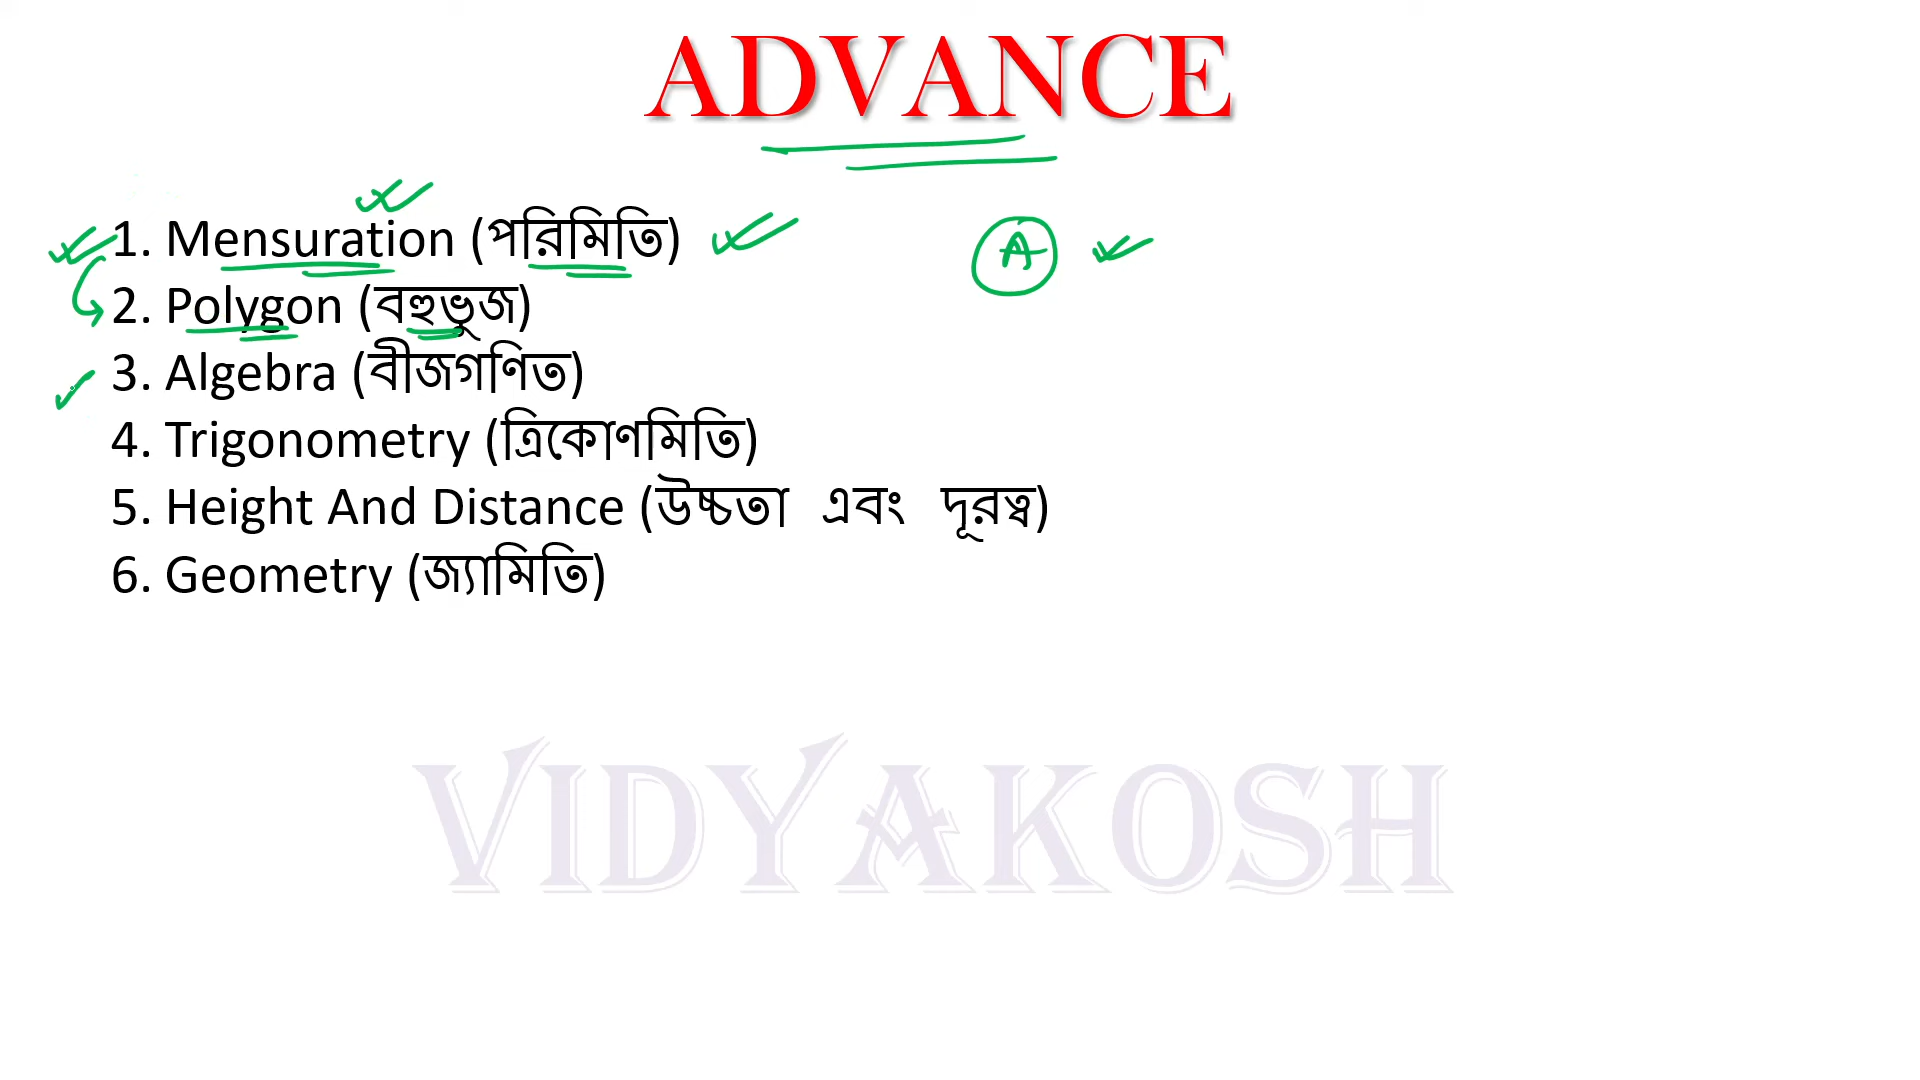 ADVANCE
1. Mensuration (পরিমিতি)
A
2. Polygon (বহুভুজ)
3. Algebra (বীজগণিত)
4. Trigonometry (ত্রিকোণমিতি)
5. Height And Distance (উচ্চতা এবং দূরত্ব)
6. Geometry (জ্যামিতি)
VIDYAKOSH